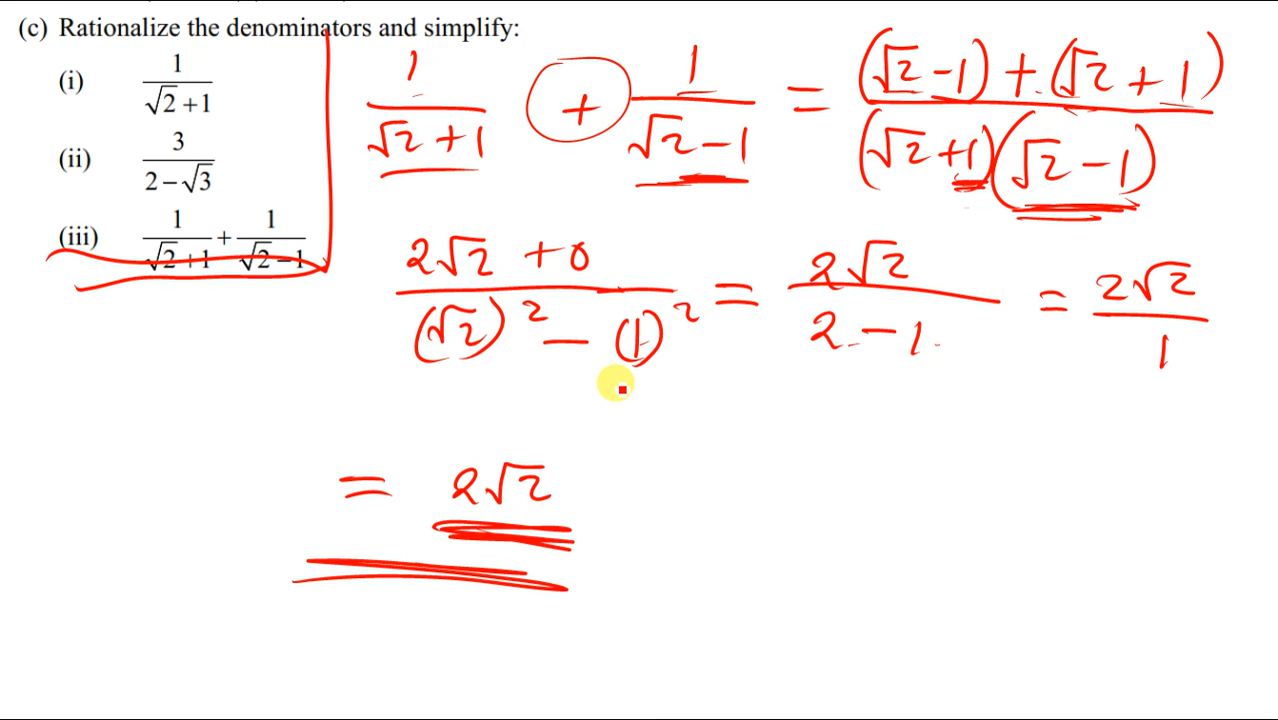 (c) Rationalize the denominators and simplify:
(i) 1/(√2+1)
(ii) 3/(2−√3)
(iii) 1/(√2+1) + 1/(√2−1)
1/(√2+1) + 1/(√2−1) = ((√2−1)+(√2+1))/((√2+1)(√2−1))
(2√2+0)/((√2)²−(1)²) = 2√2/(2−1) = 2√2/1
= 2√2